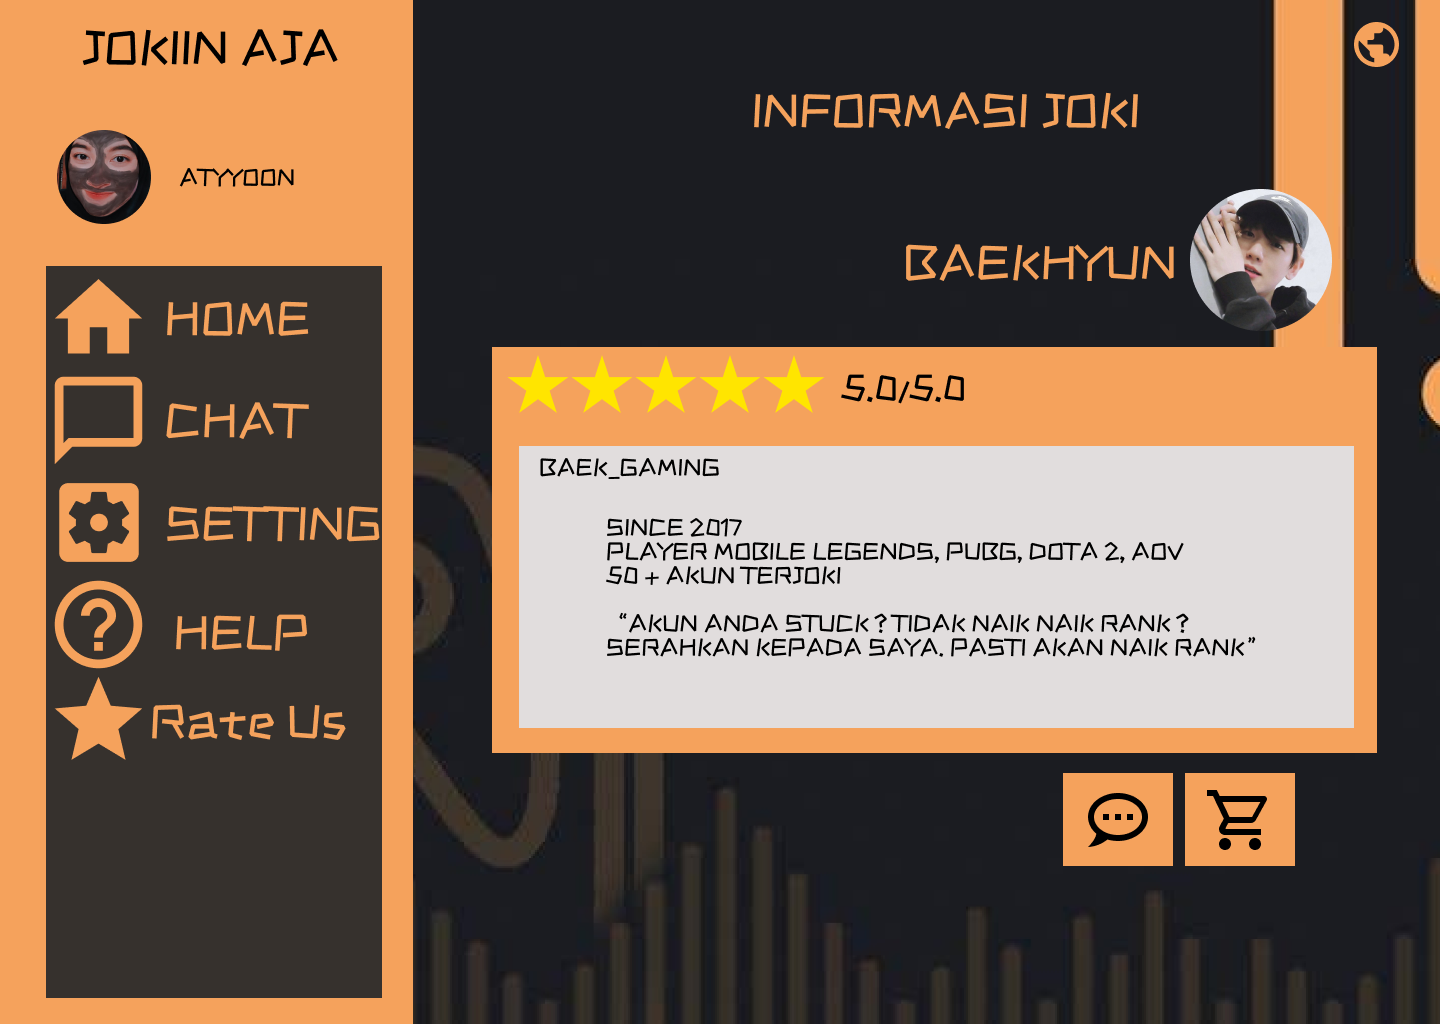 JOKIIN AJA
ATYYOON
HOME
CHAT
SETTING
HELP
Rate Us
INFORMASI JOKI
BAEKHYUN
5.0/5.0
BAEK_GAMING
SINCE 2017
PLAYER MOBILE LEGENDS, PUBG, DOTA 2, AOV
50 + AKUN TERJOKI
“AKUN ANDA STUCK ? TIDAK NAIK NAIK RANK ?
SERAHKAN KEPADA SAYA. PASTI AKAN NAIK RANK”